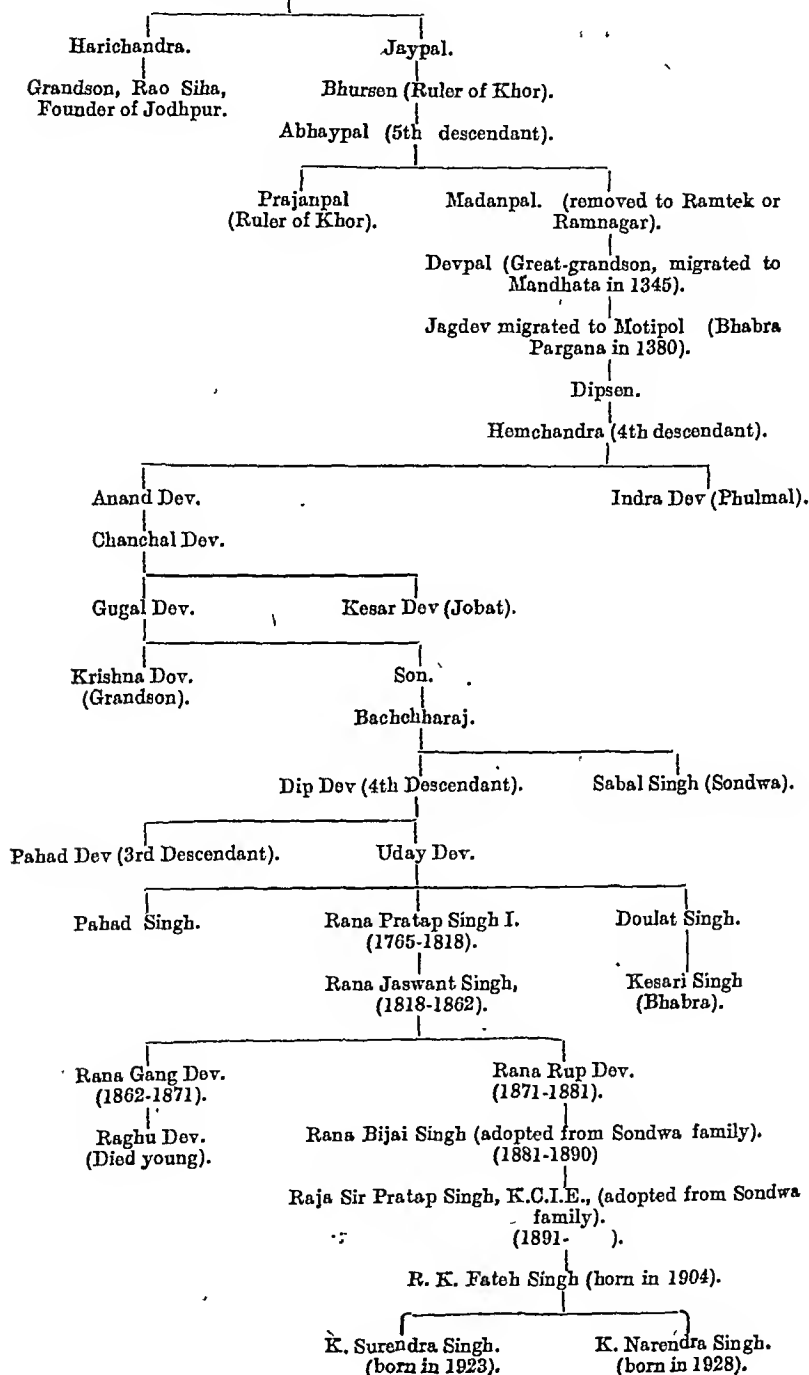 Harichandra.
Jaypal.
Grandson, Rao Siha,
Founder of Jodhpur.
Bhursen (Ruler of Khor).
Abhaypal (5th descendant).
Prajanpal
(Ruler of Khor).
Madanpal. (removed to Ramtek or
Ramnagar).
Devpal (Great-grandson, migrated to
Mandhata in 1345).
Jagdev migrated to Motipol (Bhabra
Pargana in 1380).
Dipsen.
Hemchandra (4th descendant).
Anand Dev.
Indra Dev (Phulmal).
Chanchal Dev.
Gugal Dev.
Kesar Dev (Jobat).
Krishna Dev.
(Grandson).
Son.
Bachchharaj.
Dip Dev (4th Descendant).
Sabal Singh (Sondwa).
Pahad Dev (3rd Descendant).
Uday Dev.
Pahad Singh.
Rana Pratap Singh I.
(1765-1818).
Doulat Singh.
Rana Jaswant Singh,
(1818-1862).
Kesari Singh
(Bhabra).
Rana Gang Dev.
(1862-1871).
Rana Rup Dev.
(1871-1881).
Raghu Dev.
(Died young).
Rana Bijai Singh (adopted from Sondwa family).
(1881-1890)
Raja Sir Pratap Singh, K.C.I.E., (adopted from Sondwa
family).
(1891- ).
R. K. Fateh Singh (born in 1904).
K. Surendra Singh.
(born in 1923).
K. Narendra Singh.
(born in 1928).